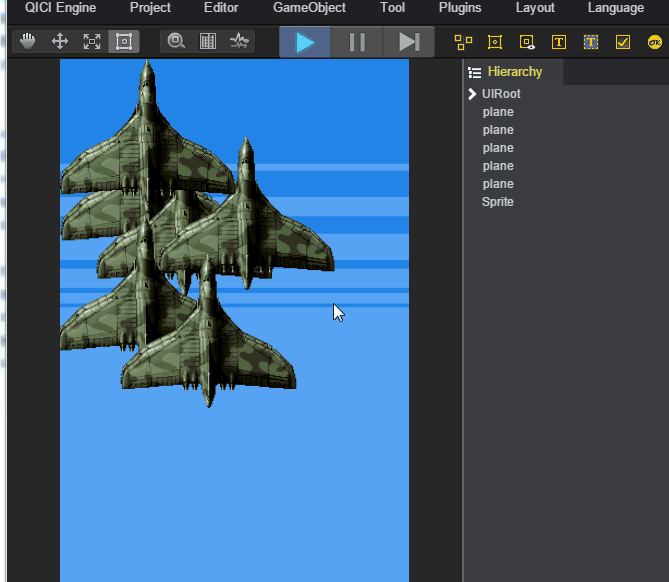 QICI Engine Project Editor GameObject Tool Plugins Layout Language
Hierarchy
UIRoot
plane
plane
plane
plane
plane
Sprite